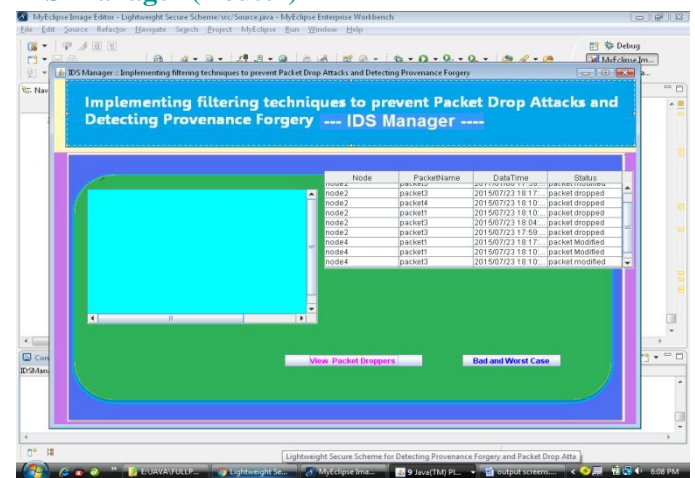 MyEclipse Image Editor - Lightweight Secure Scheme/src/Source.java - MyEclipse Enterprise Workbench
File Edit Source Refactor Navigate Search Project MyEclipse Run Window Help
Debug
MyEclipse Im...
IDS Manager :: Implementing filtering techniques to prevent Packet Drop Attacks and Detecting Provenance Forgery
Nav
Implementing filtering techniques to prevent Packet Drop Attacks and
Detecting Provenance Forgery --- IDS Manager ----
Node PacketName DataTime Status
node2 packet3 2015/07/23 18:17:... packet dropped
node2 packet4 2015/07/23 18:10:... packet dropped
node2 packet1 2015/07/23 18:10:... packet dropped
node2 packet3 2015/07/23 18:04:... packet dropped
node2 packet3 2015/07/23 17:59:... packet dropped
node4 packet1 2015/07/23 18:17:... packet Modified
node4 packet1 2015/07/23 18:10:... packet Modified
node4 packet3 2015/07/23 18:10:... packet modified
View Packet Droppers Bad and Worst Case
Con
IDSMan
Lightweight Secure Scheme for Detecting Provenance Forgery and Packet Drop Atta
E:\JAVA\FULLP... Lightweight Se... MyEclipse Ima... 9 Java(TM) Pl... output screens.... 6:08 PM